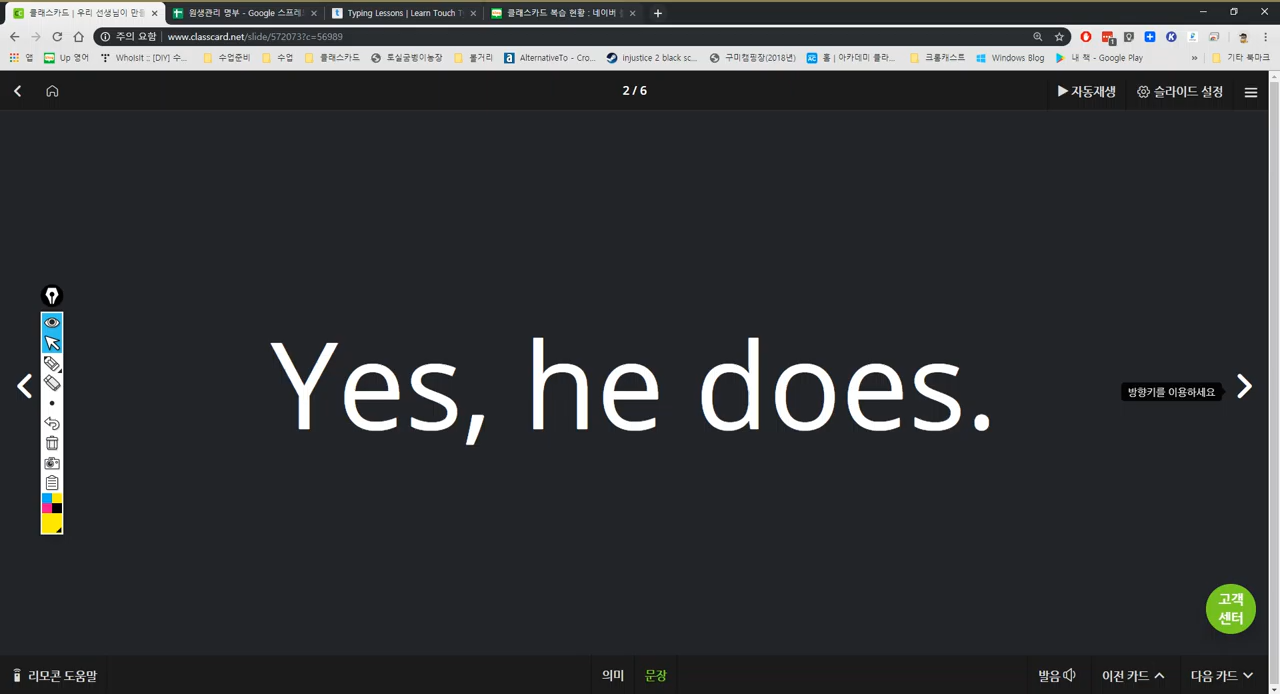 클래스카드 | 우리 선생님이 만든
원생관리 명부 - Google 스프레
Typing Lessons | Learn Touch T
클래스카드 복습 현황 : 네이버
주의 요함
www.classcard.net/slide/572073?c=56989
앱
Up 영어
WhoisIt :: [DIY] 수...
수업준비
수업
클래스카드
토실굼벵이농장
볼거리
AlternativeTo - Cro...
injustice 2 black sc...
구미캠핑장(2018년)
홈 | 아카데미 클라...
크롬캐스트
Windows Blog
내 책 - Google Play
»
기타 북마크
2 / 6
자동재생
슬라이드 설정
Yes, he does.
방향키를 이용하세요
고객
센터
리모콘 도움말
의미
문장
발음
이전 카드
다음 카드